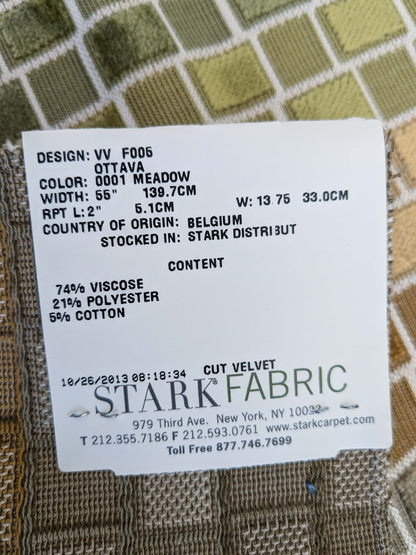 DESIGN: VV F006
OTTAVA
COLOR: 0001 MEADOW
WIDTH: 55" 139.7CM
RPT L: 2" 5.1CM W: 13.75 33.0CM
COUNTRY OF ORIGIN: BELGIUM
STOCKED IN: STARK DISTRIBUT
CONTENT
74% VISCOSE
21% POLYESTER
5% COTTON
10/26/2013 08:18:34 CUT VELVET
STARK® FABRIC
979 Third Ave. New York, NY 10022
T 212.355.7186 F 212.593.0761 www.starkcarpet.com
Toll Free 877.746.7699